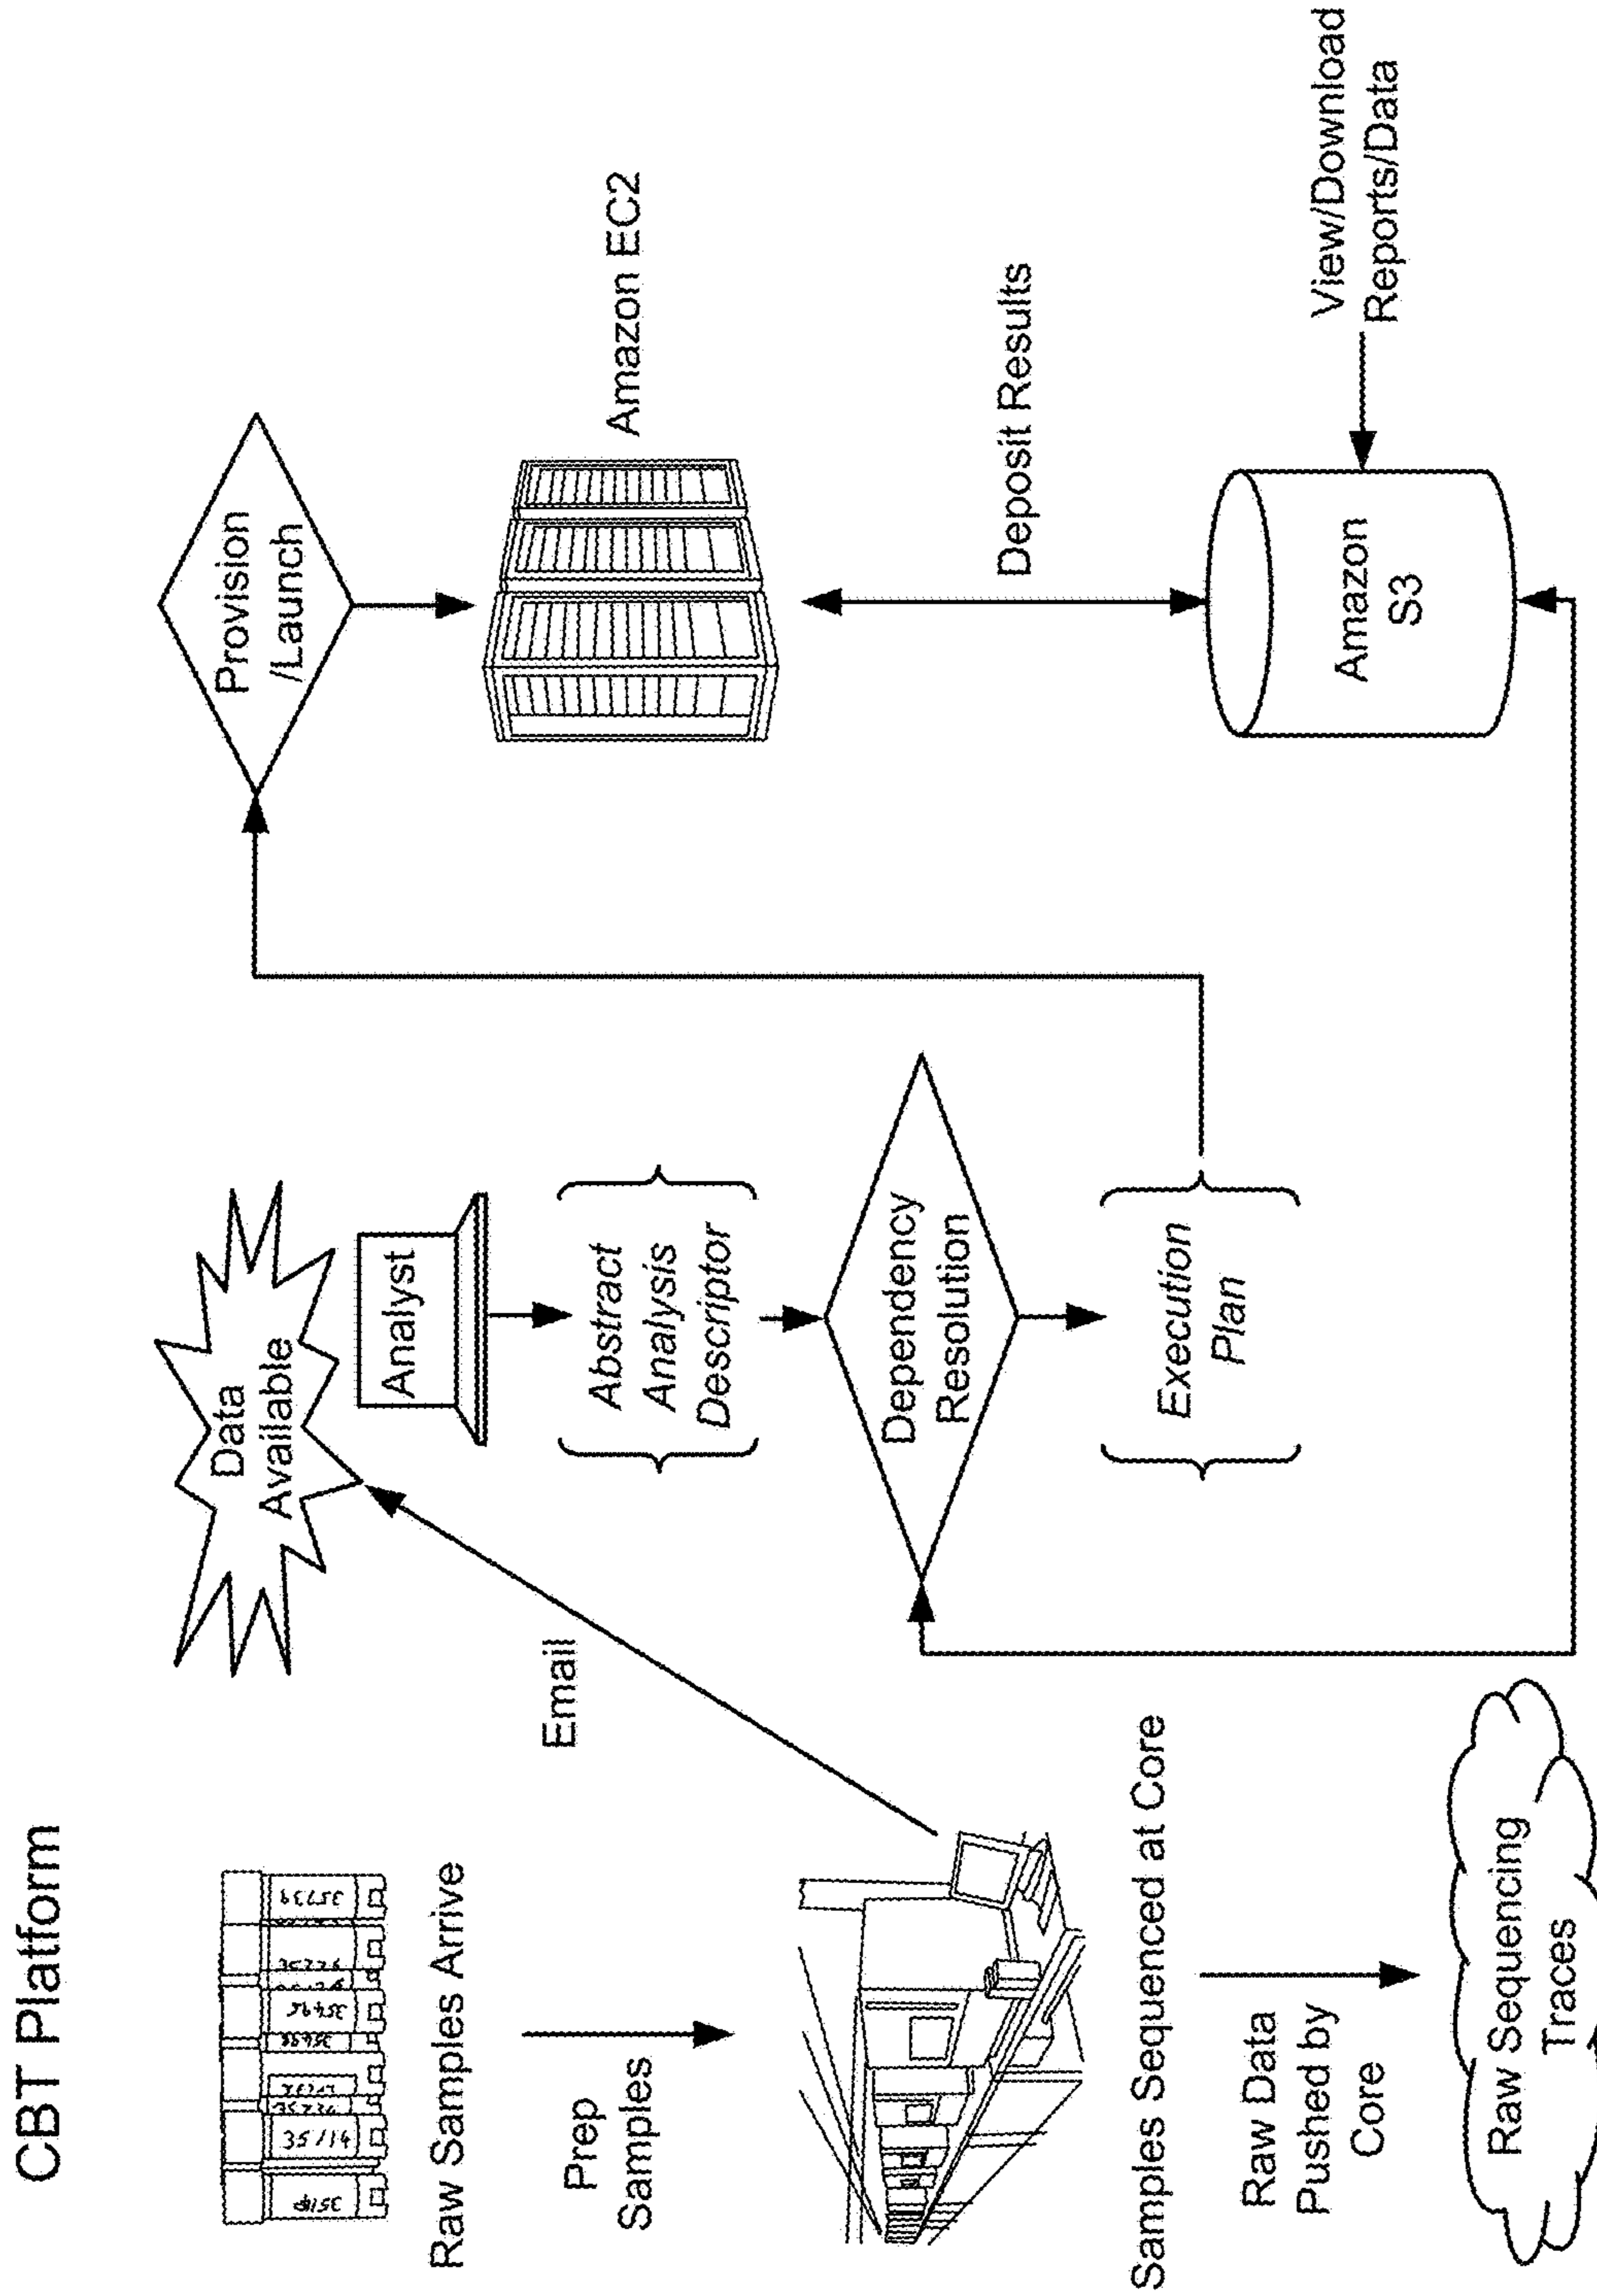 CBT Platform
Raw Samples Arrive
Prep
Samples
Samples Sequenced at Core
Raw Data
Pushed by
Core
Raw Sequencing
Traces
Email
Data
Available
Analyst
Abstract
Analysis
Descriptor
Dependency
Resolution
Execution
Plan
Provision
/Launch
Amazon EC2
Deposit Results
Amazon
S3
View/Download
Reports/Data
35739